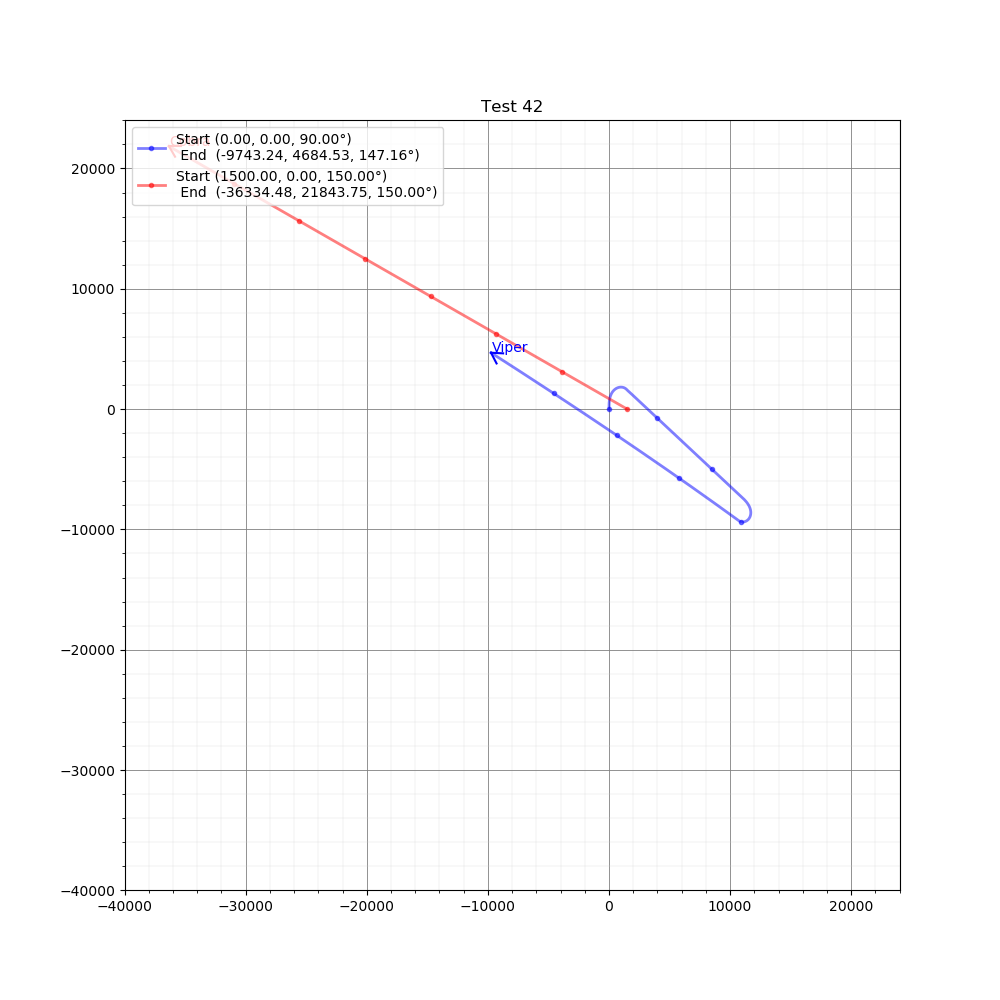 Test 42
Start (0.00, 0.00, 90.00°)
End (-9743.24, 4684.53, 147.16°)
Start (1500.00, 0.00, 150.00°)
End (-36334.48, 21843.75, 150.00°)
Viper
20000
10000
0
−10000
−20000
−30000
−40000
−40000 −30000 −20000 −10000 0 10000 20000